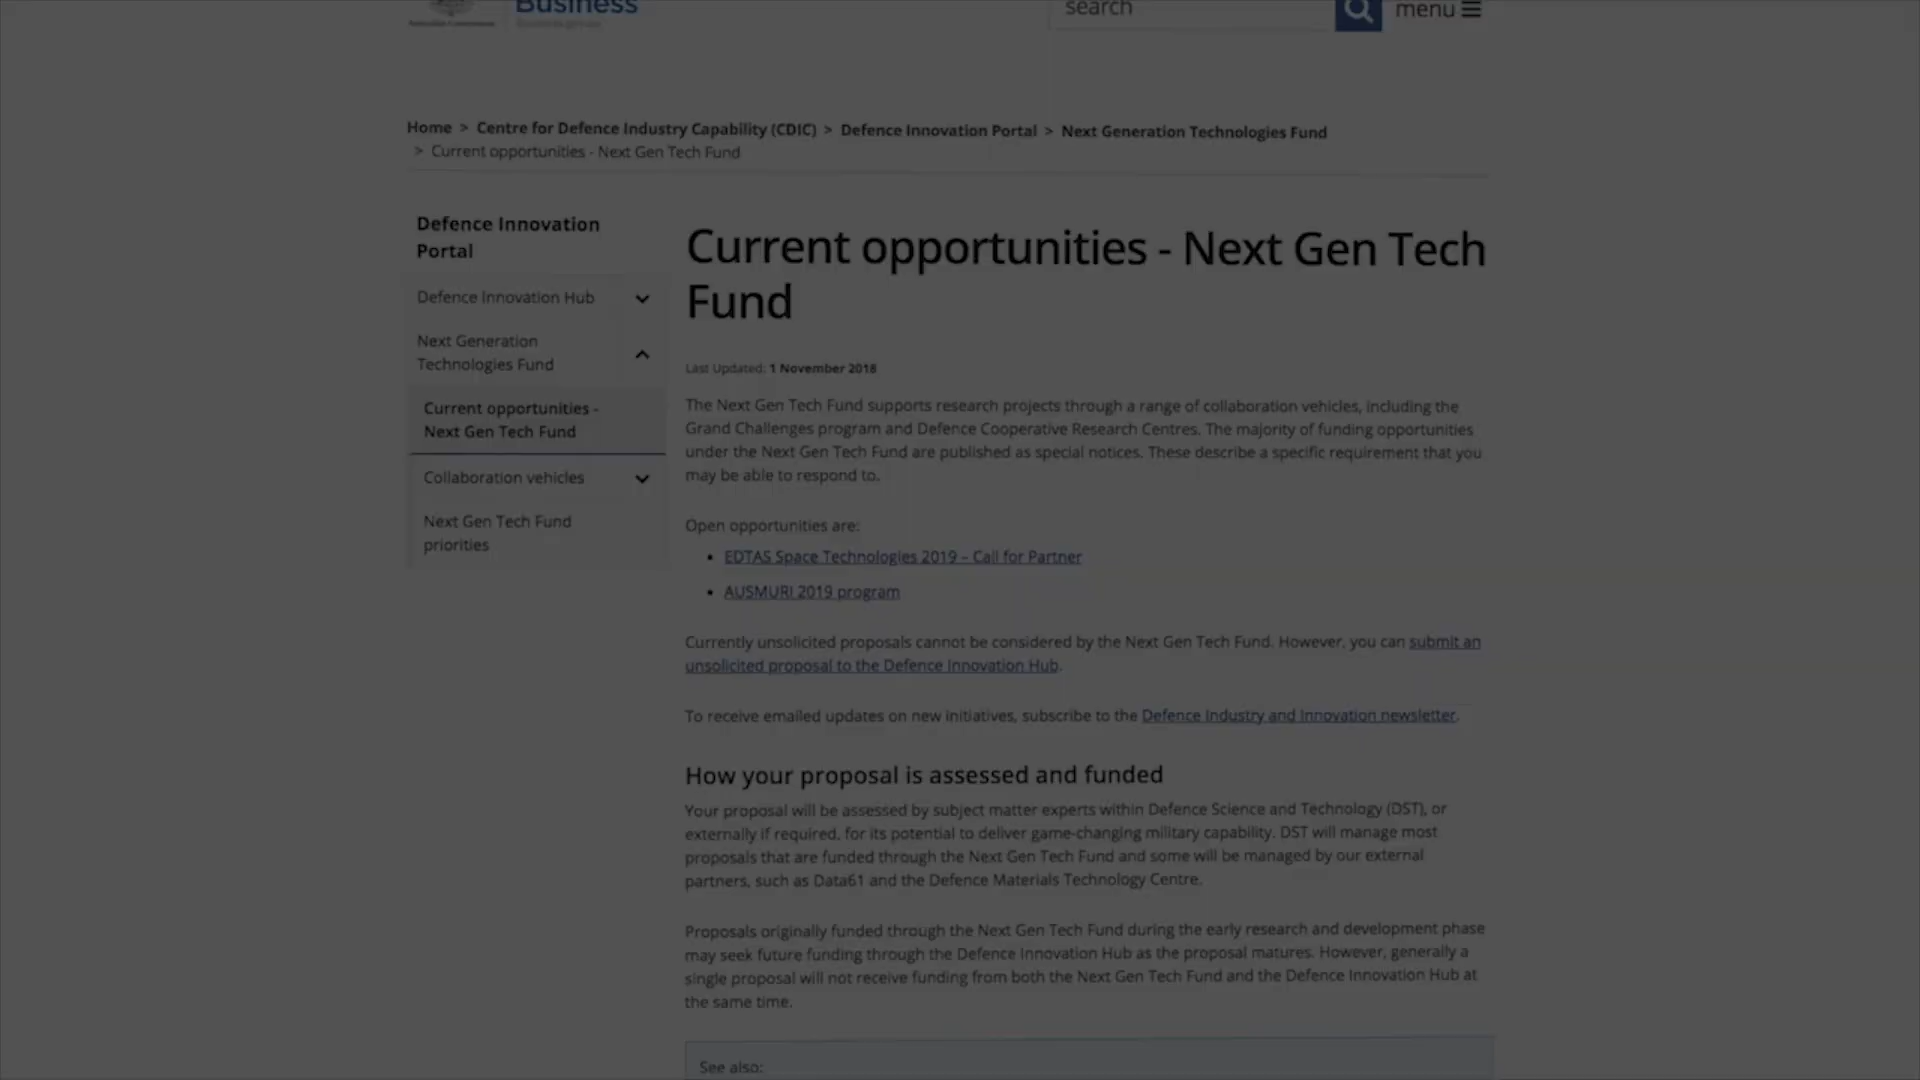 Business
search
menu
Home > Centre for Defence Industry Capability (CDIC) > Defence Innovation Portal > Next Generation Technologies Fund
> Current opportunities - Next Gen Tech Fund
Defence Innovation
Portal
Defence Innovation Hub
Next Generation
Technologies Fund
Current opportunities -
Next Gen Tech Fund
Collaboration vehicles
Next Gen Tech Fund
priorities
Current opportunities - Next Gen Tech
Fund
Last Updated: 1 November 2018
The Next Gen Tech Fund supports research projects through a range of collaboration vehicles, including the
Grand Challenges program and Defence Cooperative Research Centres. The majority of funding opportunities
under the Next Gen Tech Fund are published as special notices. These describe a specific requirement that you
may be able to respond to.
Open opportunities are:
• EDTAS Space Technologies 2019 – Call for Partner
• AUSMURI 2019 program
Currently unsolicited proposals cannot be considered by the Next Gen Tech Fund. However, you can submit an
unsolicited proposal to the Defence Innovation Hub.
To receive emailed updates on new initiatives, subscribe to the Defence Industry and Innovation newsletter.
How your proposal is assessed and funded
Your proposal will be assessed by subject matter experts within Defence Science and Technology (DST), or
externally if required, for its potential to deliver game-changing military capability. DST will manage most
proposals that are funded through the Next Gen Tech Fund and some will be managed by our external
partners, such as Data61 and the Defence Materials Technology Centre.
Proposals originally funded through the Next Gen Tech Fund during the early research and development phase
may seek future funding through the Defence Innovation Hub as the proposal matures. However, generally a
single proposal will not receive funding from both the Next Gen Tech Fund and the Defence Innovation Hub at
the same time.
See also: